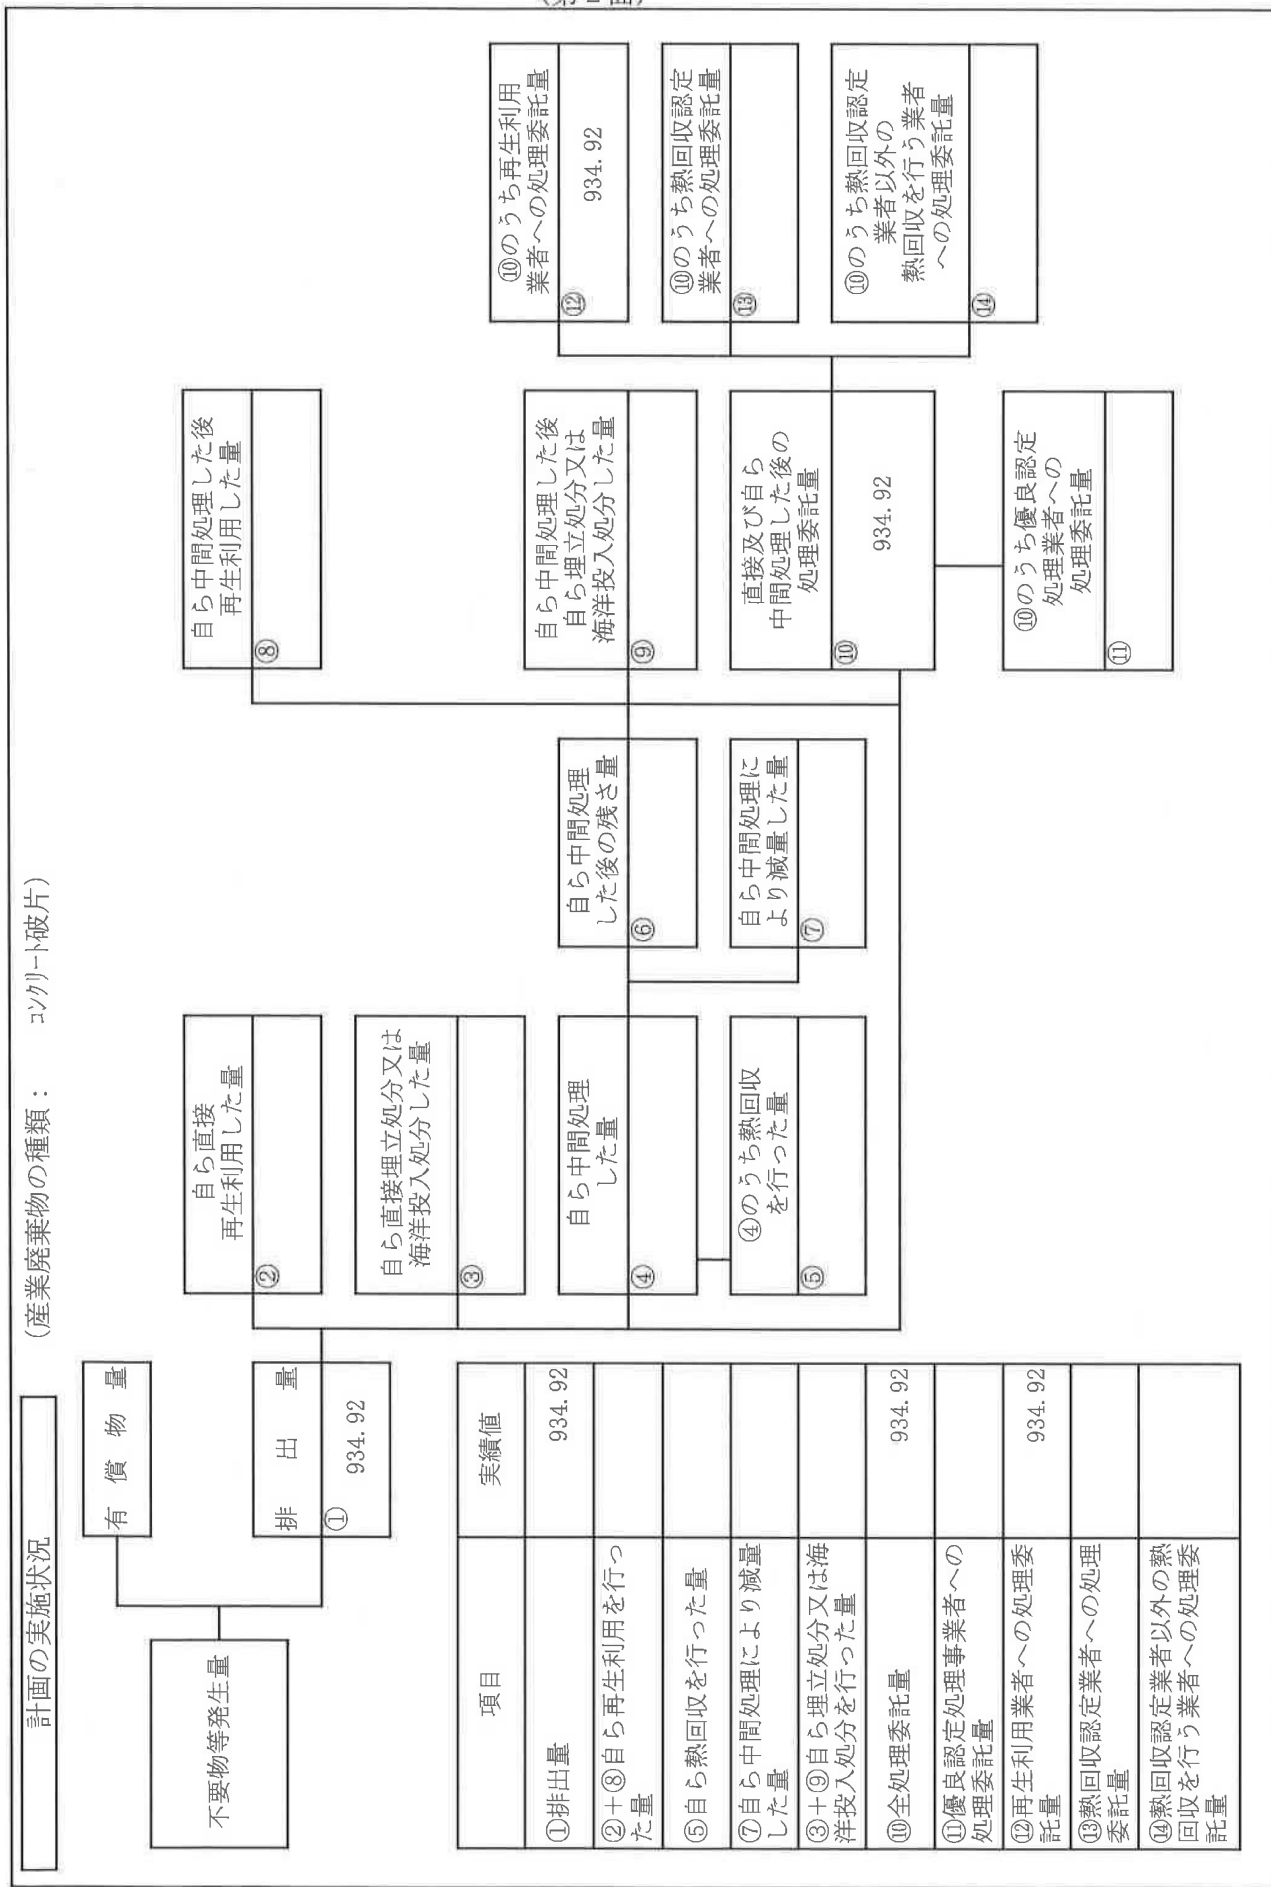 (第2面)
計画の実施状況
(産業廃棄物の種類: コンクリート破片)
不要物等発生量
有償物量
排出量
①
934.92
自ら直接
再生利用した量
②
自ら直接埋立処分又は
海洋投入処分した量
③
自ら中間処理
した量
④
④のうち熱回収
を行った量
⑤
自ら中間処理
した後の残さ量
⑥
自ら中間処理に
より減量した量
⑦
自ら中間処理した後
再生利用した量
⑧
自ら中間処理した後
自ら埋立処分又は
海洋投入処分した量
⑨
直接及び自ら
中間処理した後の
処理委託量
⑩
934.92
⑩のうち優良認定
処理業者への
処理委託量
⑪
⑩のうち再生利用
業者への処理委託量
⑫
934.92
⑩のうち熱回収認定
業者への処理委託量
⑬
⑩のうち熱回収認定
業者以外の
熱回収を行う業者
への処理委託量
⑭
項目
実績値
①排出量
934.92
②+⑧自ら再生利用を行っ
た量
⑤自ら熱回収を行った量
⑦自ら中間処理により減量
した量
③+⑨自ら埋立処分又は海
洋投入処分を行った量
⑩全処理委託量
934.92
⑪優良認定処理事業者への
処理委託量
⑫再生利用業者への処理委
託量
934.92
⑬熱回収認定業者への処理
委託量
⑭熱回収認定業者以外の熱
回収を行う業者への処理委
託量